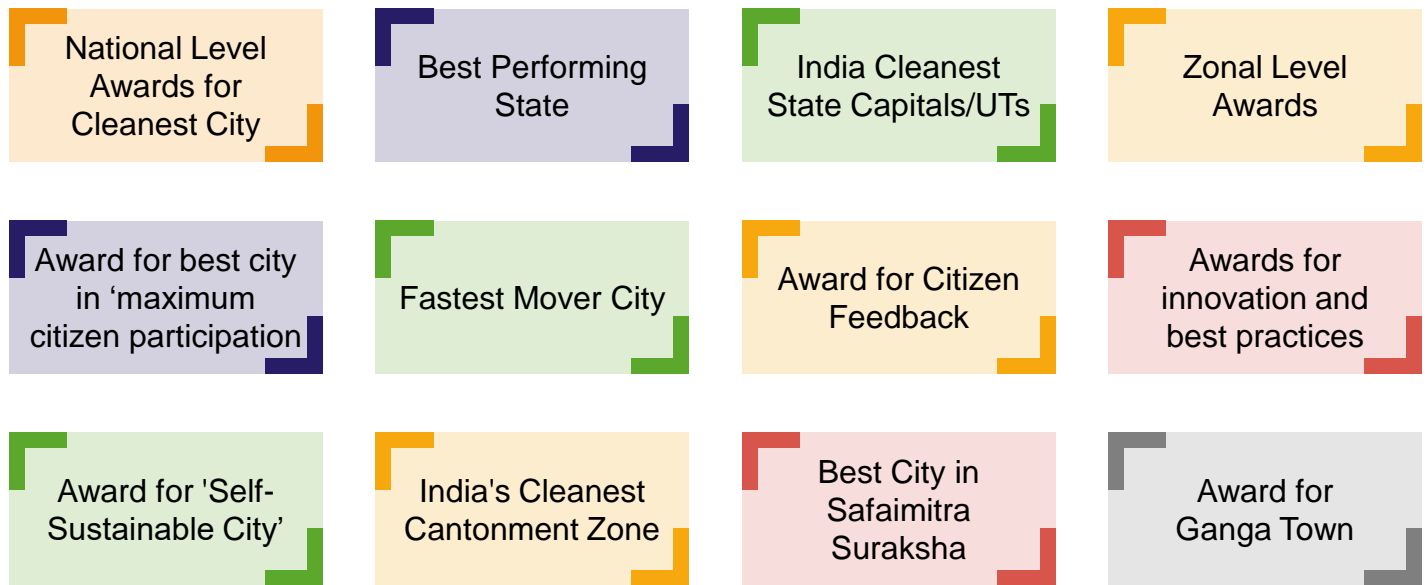 National Level
Awards for
Cleanest City
Best Performing
State
India Cleanest
State Capitals/UTs
Zonal Level
Awards
Award for best city
in ‘maximum
citizen participation
Fastest Mover City
Award for Citizen
Feedback
Awards for
innovation and
best practices
Award for 'Self-
Sustainable City’
India's Cleanest
Cantonment Zone
Best City in
Safaimitra
Suraksha
Award for
Ganga Town